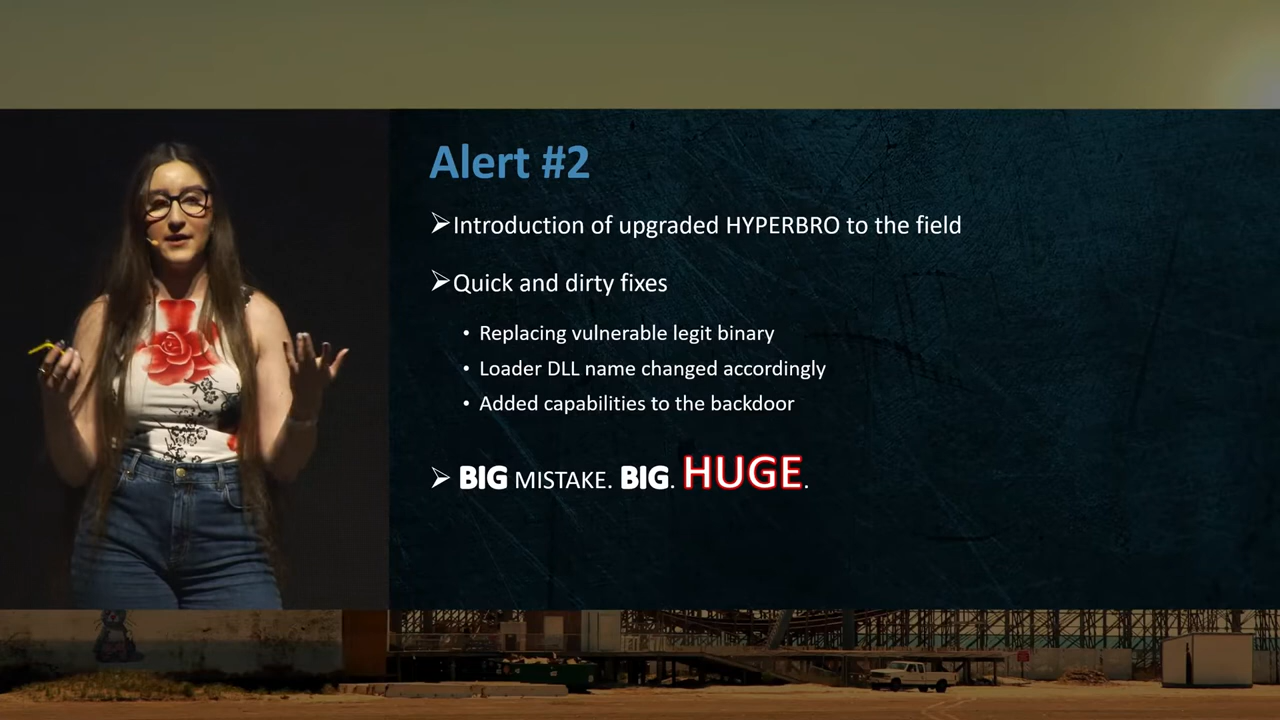 Alert #2
➢Introduction of upgraded HYPERBRO to the field
➢Quick and dirty fixes
• Replacing vulnerable legit binary
• Loader DLL name changed accordingly
• Added capabilities to the backdoor
➢ BIG MISTAKE. BIG. HUGE.